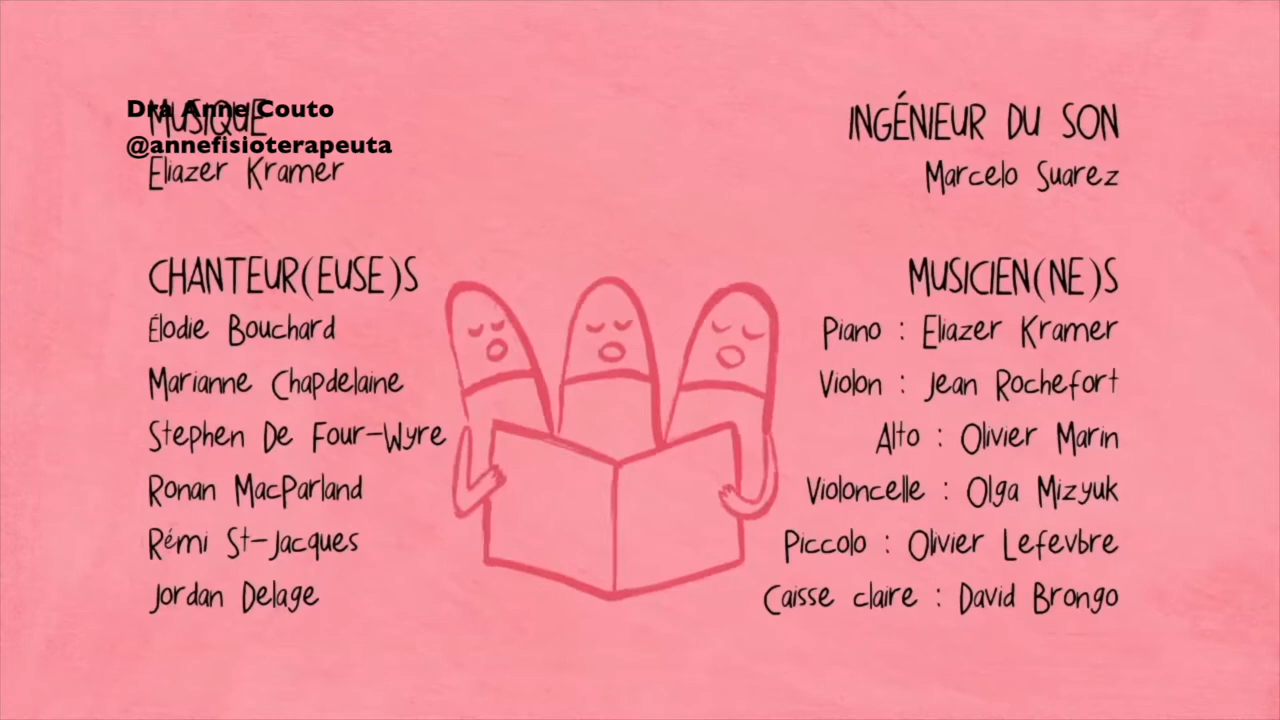 Dra Anne Couto
MUSIQUE
@annefisioterapeuta
Eliazer Kramer
INGÉNIEUR DU SON
Marcelo Suarez
CHANTEUR(EUSE)S
Élodie Bouchard
Marianne Chapdelaine
Stephen De Four-Wyre
Ronan MacParland
Rémi St-Jacques
Jordan Delage
MUSICIEN(NE)S
Piano : Eliazer Kramer
Violon : Jean Rochefort
Alto : Olivier Marin
Violoncelle : Olga Mizyuk
Piccolo : Olivier Lefevbre
Caisse claire : David Brongo